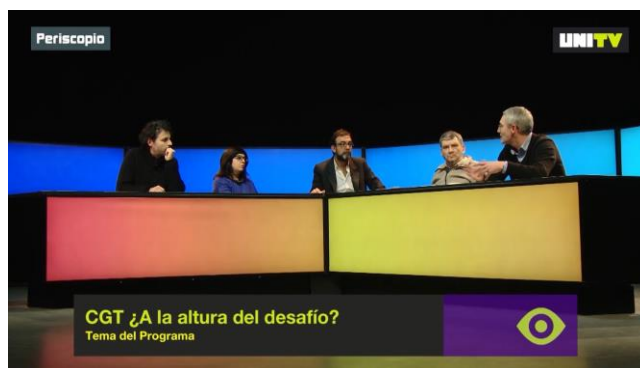 Periscopio
UNITV
CGT ¿A la altura del desafío?
Tema del Programa